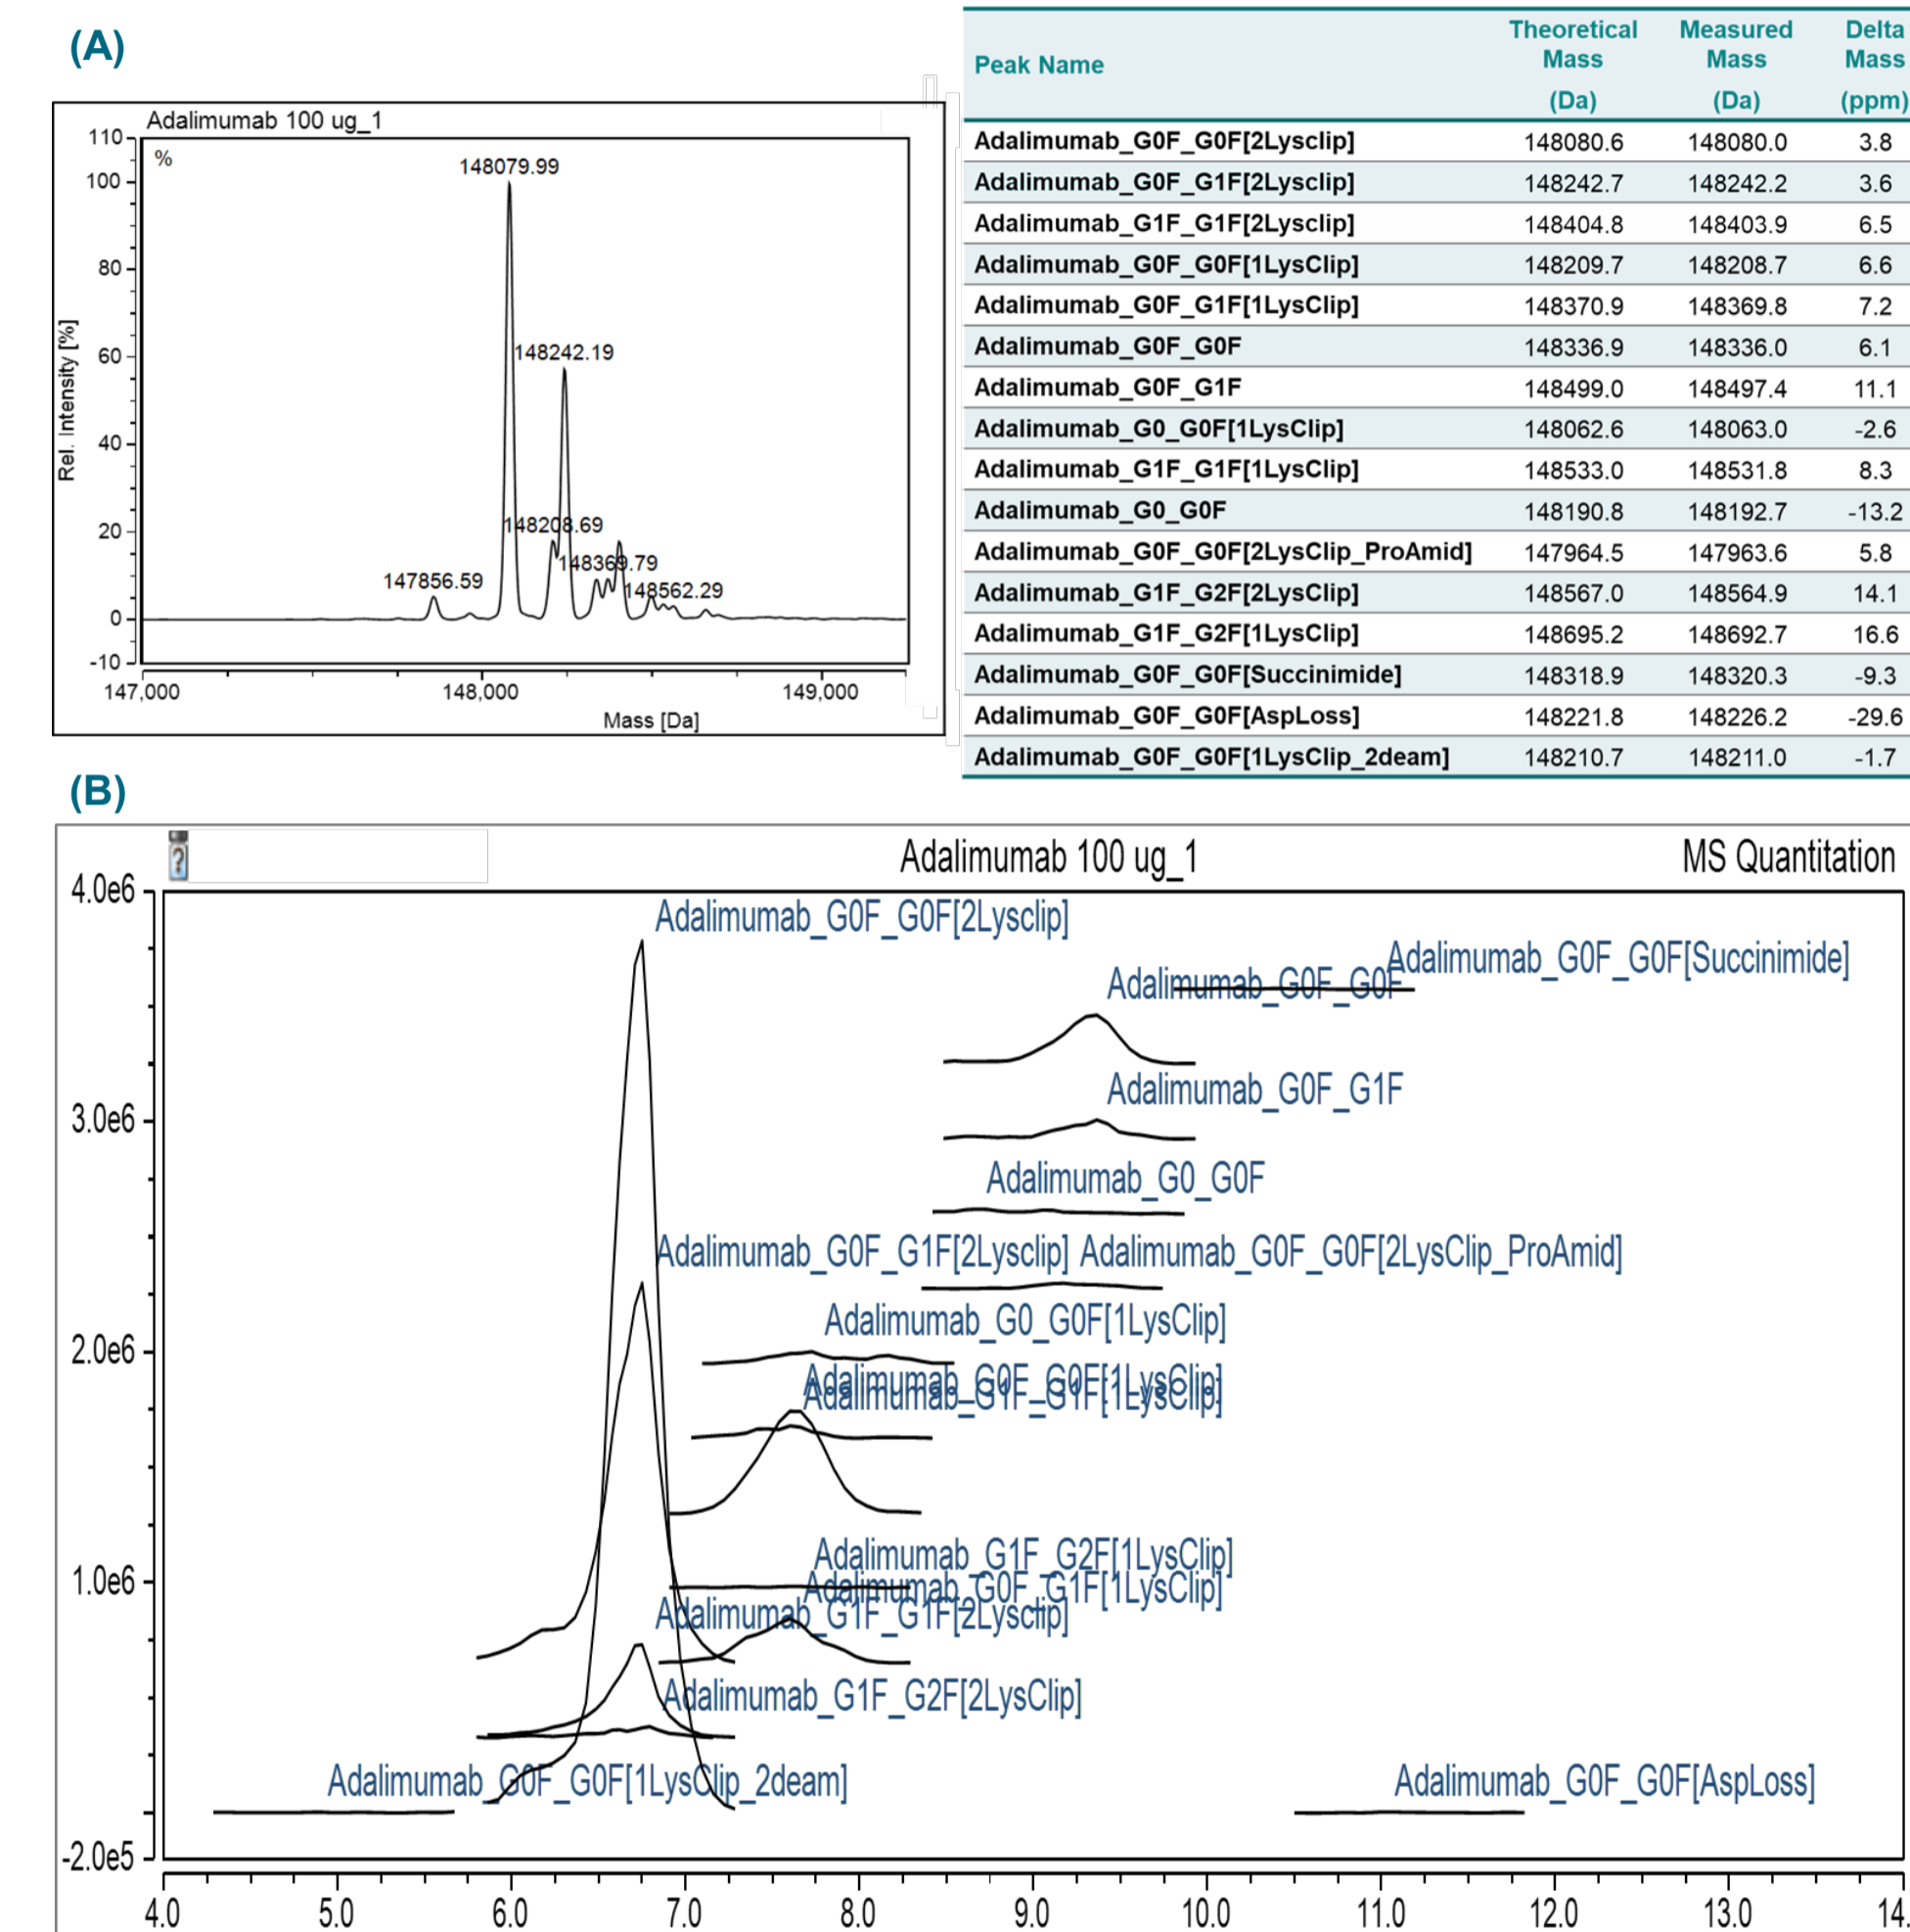 (A)
Adalimumab 100 ug_1
%
110
100
80
60
40
20
0
-10
Rel. Intensity [%]
148079.99
148242.19
148208.69
148369.79
147856.59
148562.29
147,000 148,000 149,000
Mass [Da]
Peak Name Theoretical Mass (Da) Measured Mass (Da) Delta Mass (ppm)
Adalimumab_G0F_G0F[2Lysclip] 148080.6 148080.0 3.8
Adalimumab_G0F_G1F[2Lysclip] 148242.7 148242.2 3.6
Adalimumab_G1F_G1F[2Lysclip] 148404.8 148403.9 6.5
Adalimumab_G0F_G0F[1LysClip] 148209.7 148208.7 6.6
Adalimumab_G0F_G1F[1LysClip] 148370.9 148369.8 7.2
Adalimumab_G0F_G0F 148336.9 148336.0 6.1
Adalimumab_G0F_G1F 148499.0 148497.4 11.1
Adalimumab_G0_G0F[1LysClip] 148062.6 148063.0 -2.6
Adalimumab_G1F_G1F[1LysClip] 148533.0 148531.8 8.3
Adalimumab_G0_G0F 148190.8 148192.7 -13.2
Adalimumab_G0F_G0F[2LysClip_ProAmid] 147964.5 147963.6 5.8
Adalimumab_G1F_G2F[2LysClip] 148567.0 148564.9 14.1
Adalimumab_G1F_G2F[1LysClip] 148695.2 148692.7 16.6
Adalimumab_G0F_G0F[Succinimide] 148318.9 148320.3 -9.3
Adalimumab_G0F_G0F[AspLoss] 148221.8 148226.2 -29.6
Adalimumab_G0F_G0F[1LysClip_2deam] 148210.7 148211.0 -1.7
(B)
?
Adalimumab 100 ug_1
MS Quantitation
4.0e6
3.0e6
2.0e6
1.0e6
-2.0e5
Adalimumab_G0F_G0F[2Lysclip]
Adalimumab_G0F_G0F[Succinimide]
Adalimumab_G0F_G0F
Adalimumab_G0F_G1F
Adalimumab_G0_G0F
Adalimumab_G0F_G1F[2Lysclip] Adalimumab_G0F_G0F[2LysClip_ProAmid]
Adalimumab_G0_G0F[1LysClip]
Adalimumab_G0F_G0F[1LysClip]
Adalimumab_G1F_G1F[1LysClip]
Adalimumab_G1F_G2F[1LysClip]
Adalimumab_G0F_G1F[1LysClip]
Adalimumab_G1F_G1F[2Lysclip]
Adalimumab_G1F_G2F[2LysClip]
Adalimumab_G0F_G0F[1LysClip_2deam]
Adalimumab_G0F_G0F[AspLoss]
4.0 5.0 6.0 7.0 8.0 9.0 10.0 11.0 12.0 13.0 14.